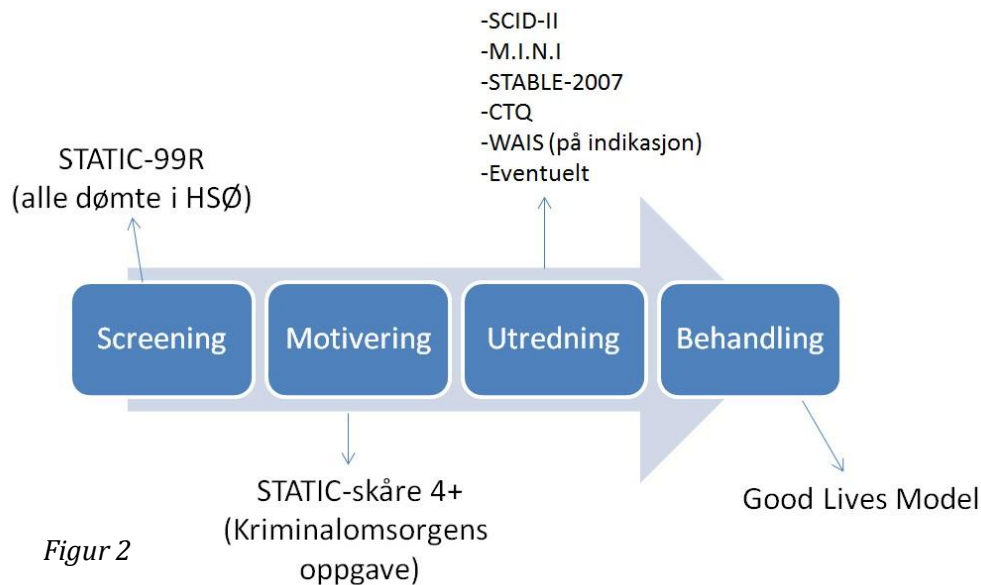 -SCID-II
-M.I.N.I
-STABLE-2007
-CTQ
-WAIS (på indikasjon)
-Eventuelt
STATIC-99R
(alle dømte i HSØ)
Screening
Motivering
Utredning
Behandling
STATIC-skåre 4+
(Kriminalomsorgens
oppgave)
Good Lives Model
Figur 2